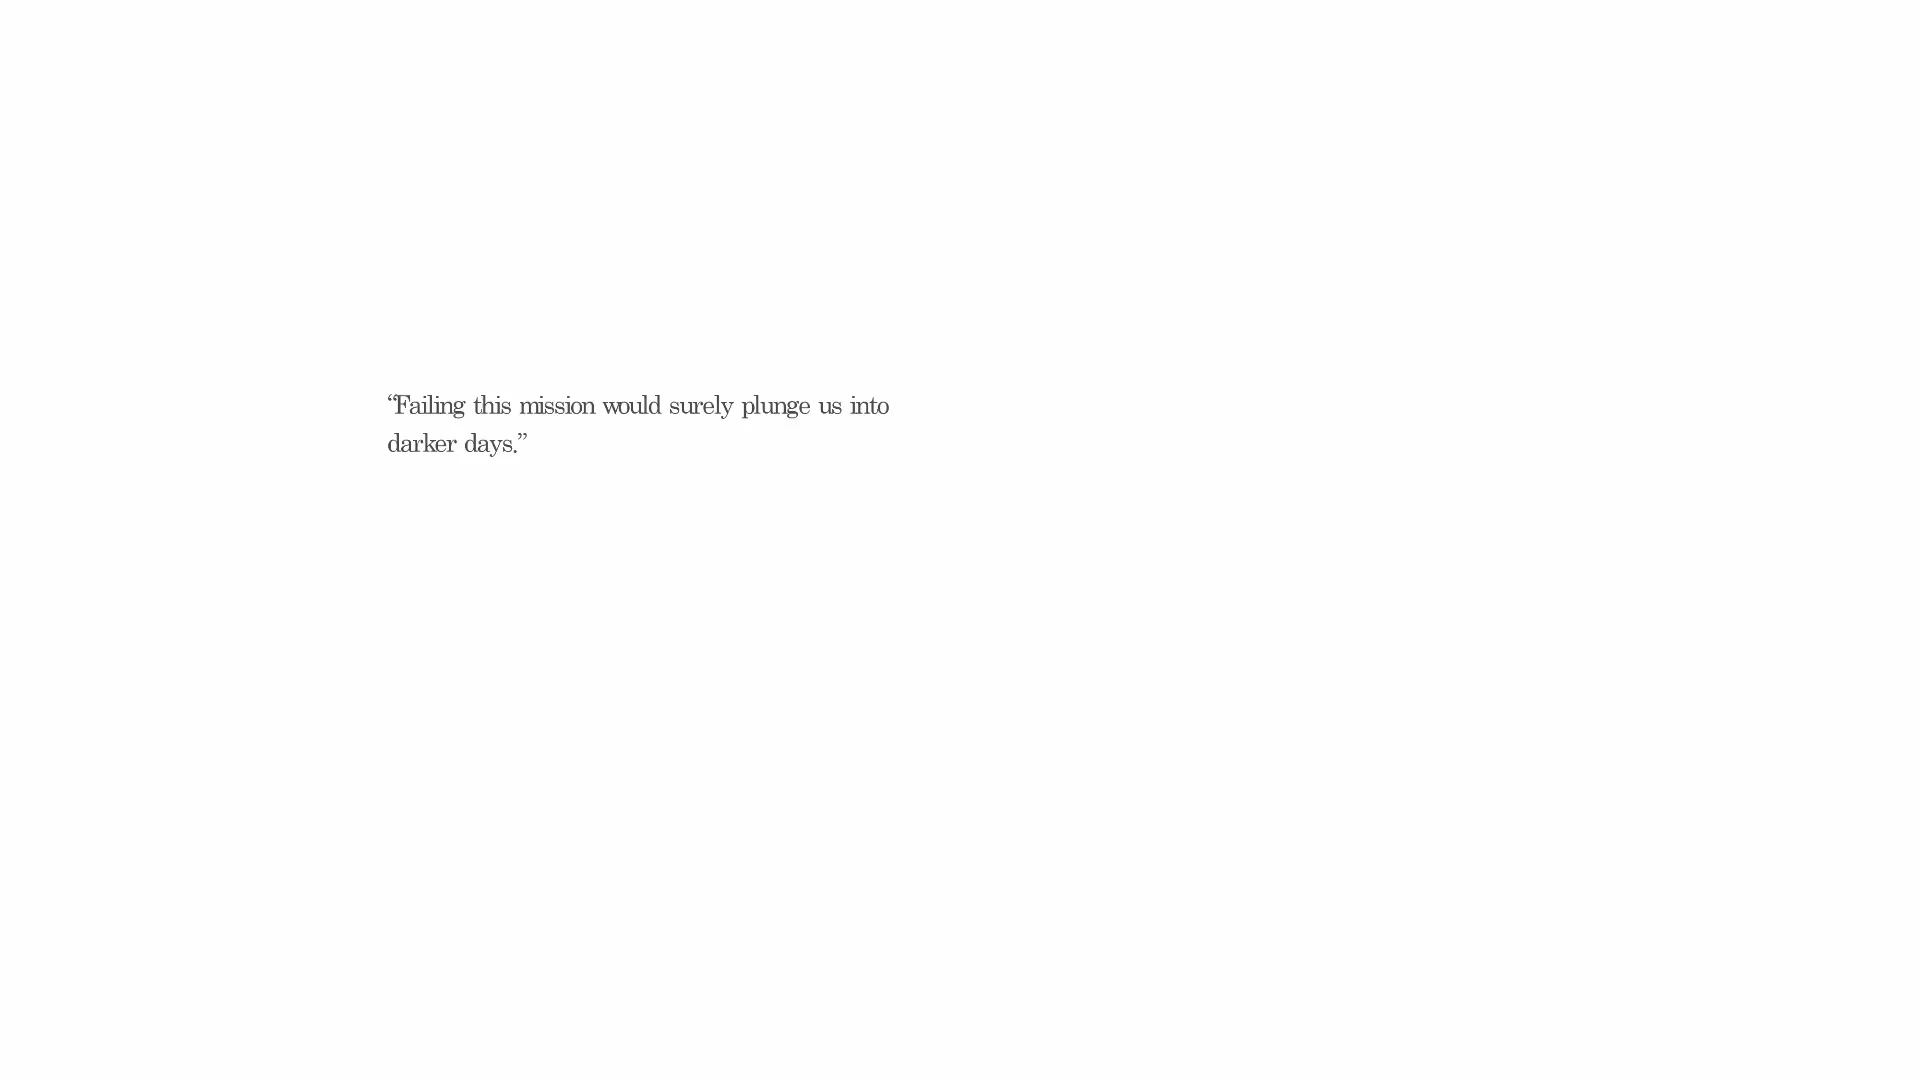 “Failing this mission would surely plunge us into
darker days.”